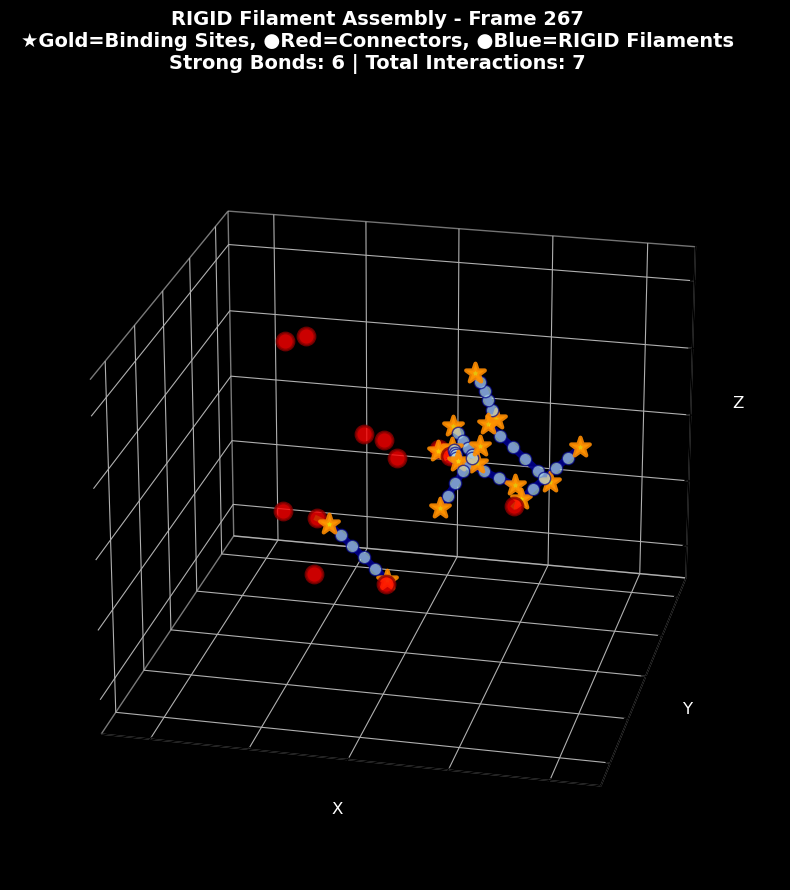 RIGID Filament Assembly - Frame 267
★Gold=Binding Sites, ●Red=Connectors, ●Blue=RIGID Filaments
Strong Bonds: 6 | Total Interactions: 7
Z
Y
X